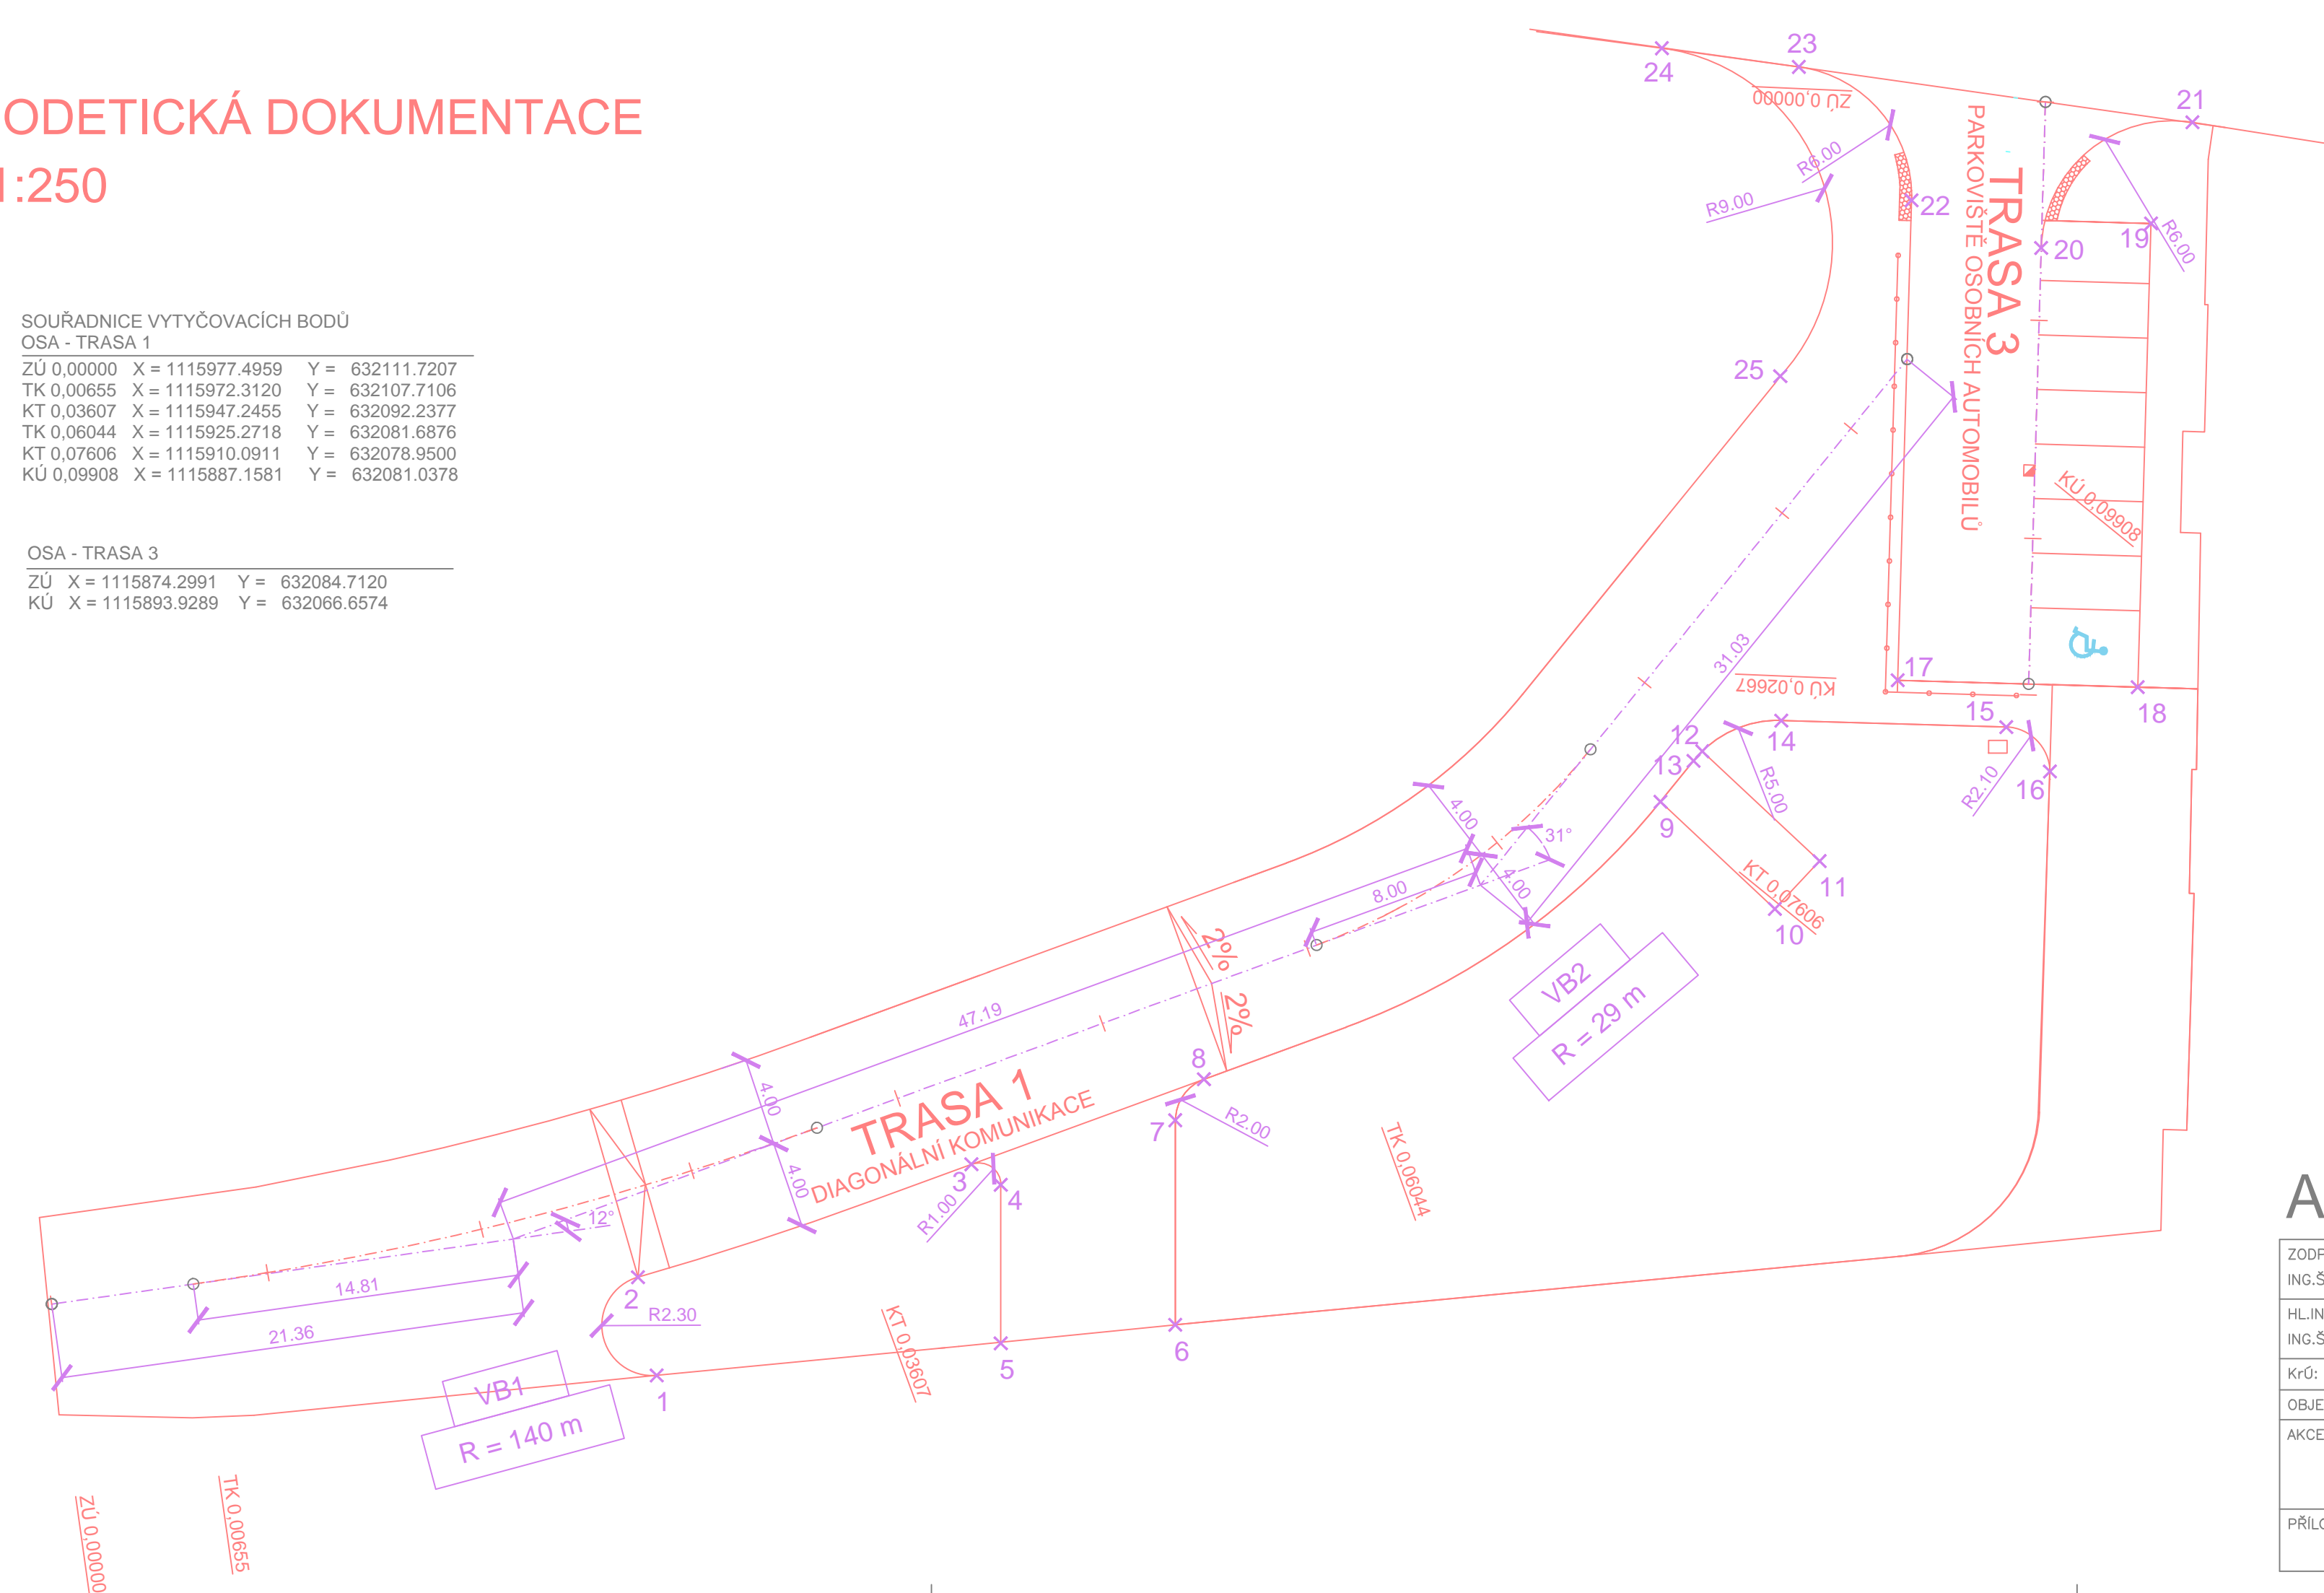 ODETICKÁ DOKUMENTACE
:250
SOUŘADNICE VYTYČOVACÍCH BODŮ
OSA - TRASA 1
ZÚ 0,00000 X = 1115977.4959 Y = 632111.7207
TK 0,00655 X = 1115972.3120 Y = 632107.7106
KT 0,03607 X = 1115947.2455 Y = 632092.2377
TK 0,06044 X = 1115925.2718 Y = 632081.6876
KT 0,07606 X = 1115910.0911 Y = 632078.9500
KÚ 0,09908 X = 1115887.1581 Y = 632081.0378
OSA - TRASA 3
ZÚ X = 1115874.2991 Y = 632084.7120
KÚ X = 1115893.9289 Y = 632066.6574
23
24
ZÚ 0,00000
21
R6.00
R9.00
22
PARKOVIŠTĚ OSOBNÍCH AUTOMOBILŮ
TRASA 3
20
19
R6.00
25
KÚ 0,09908
31.03
17
KÚ 0,02667
18
15
14
12
13
R5.00
R2.10
16
9
4.00
31°
11
KT 0,07606
10
8.00
4.00
2%
2%
VB2
R = 29 m
47.19
8
TRASA 1
DIAGONÁLNÍ KOMUNIKACE
4.00
4.00
7
R2.00
3
4
R1.00
TK 0,06044
12°
14.81
21.36
2
R2.30
KT 0,03607
5
6
1
VB1
R = 140 m
TK 0,00655
ZÚ 0,00000
A
ZODP
ING.Š
HL.IN
ING.Š
KrÚ:
OBJE
AKCE
PŘÍLO